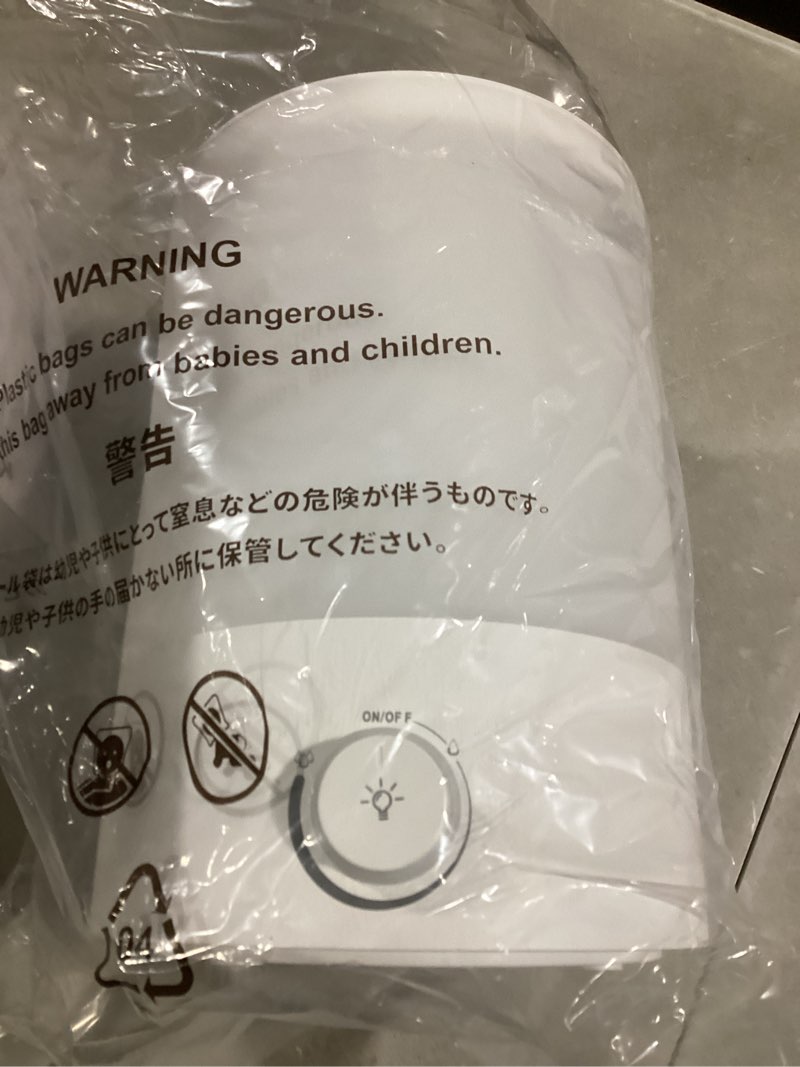 WARNING
Plastic bags can be dangerous.
this bag away from babies and children.
警告
ール袋は幼児や子供にとって窒息などの危険が伴うものです。
幼児や子供の手の届かない所に保管してください。
ON/OFF
04